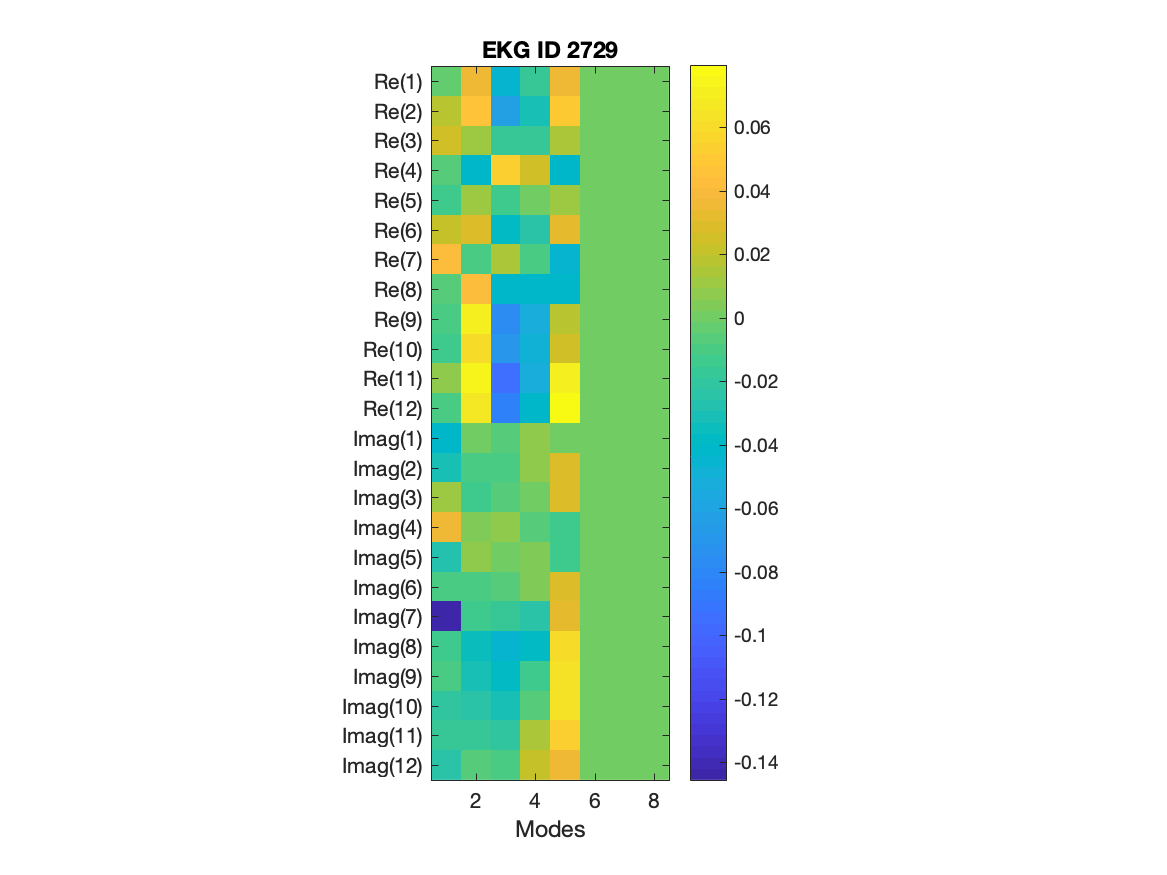 EKG ID 2729
Re(1)
Re(2)
Re(3)
Re(4)
Re(5)
Re(6)
Re(7)
Re(8)
Re(9)
Re(10)
Re(11)
Re(12)
Imag(1)
Imag(2)
Imag(3)
Imag(4)
Imag(5)
Imag(6)
Imag(7)
Imag(8)
Imag(9)
Imag(10)
Imag(11)
Imag(12)
2 4 6 8
Modes
0.06
0.04
0.02
0
-0.02
-0.04
-0.06
-0.08
-0.1
-0.12
-0.14